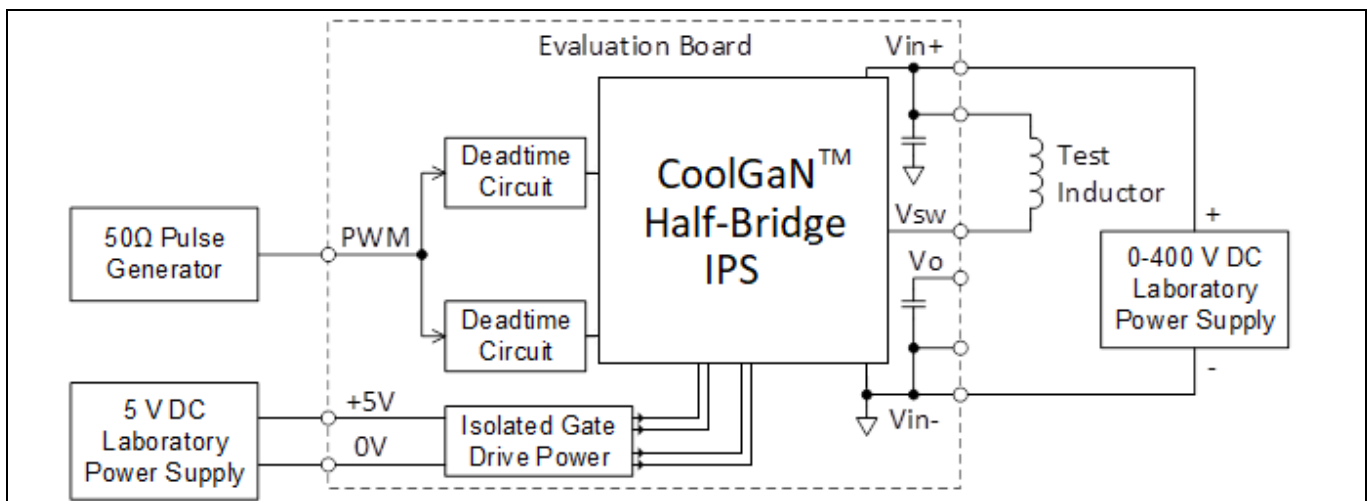 Evaluation Board
Vin+
Deadtime
Circuit
CoolGaN™
Half-Bridge
IPS
Test
Inductor
Vsw
+
50Ω Pulse
Generator
PWM
Vo
0-400 V DC
Laboratory
Power Supply
Deadtime
Circuit
-
5 V DC
Laboratory
Power Supply
+5V
0V
Isolated Gate
Drive Power
Vin-